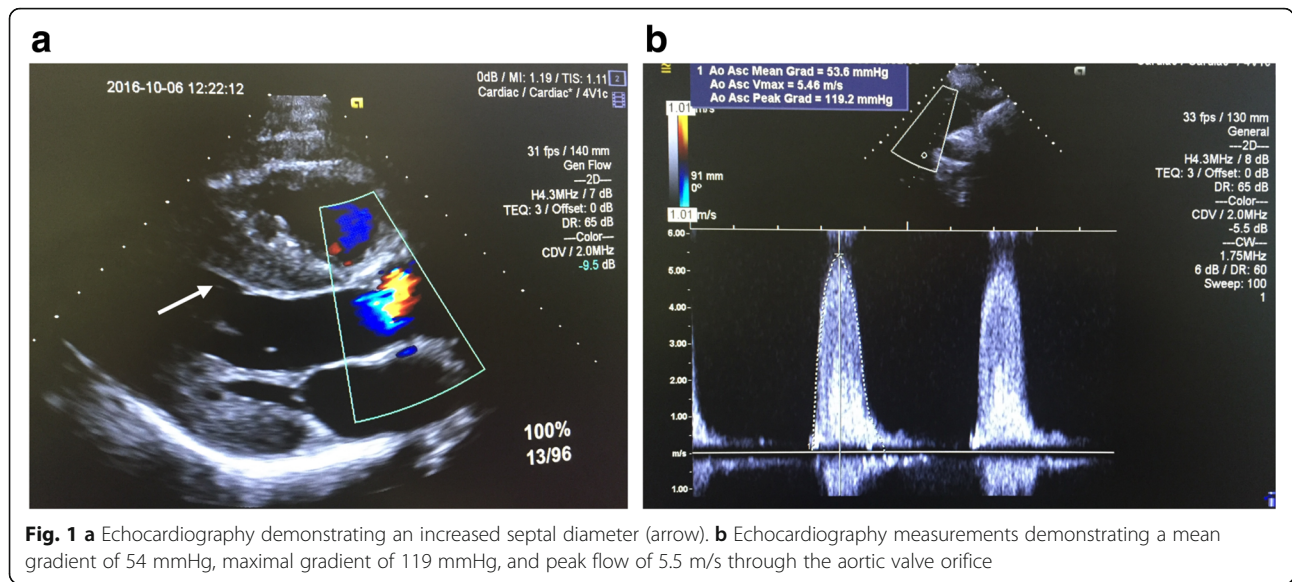 a
2016-10-06 12:22:12
0dB / MI: 1.19 / TIS: 1.11 2
Cardiac / Cardiac* / 4V1c
31 fps / 140 mm
Gen Flow
---2D---
H4.3MHz / 7 dB
TEQ: 3 / Offset: 0 dB
DR: 65 dB
---Color---
CDV / 2.0MHz
-9.5 dB
100%
13/96
b
1 Ao Asc Mean Grad = 53.6 mmHg
Ao Asc Vmax = 5.46 m/s
Ao Asc Peak Grad = 119.2 mmHg
1.01 m/s
91 mm
0°
1.01 m/s
33 fps / 130 mm
General
---2D---
H4.3MHz / 8 dB
TEQ: 3 / Offset: 0 dB
DR: 65 dB
---Color---
CDV / 2.0MHz
-5.5 dB
---CW---
1.75MHz
6 dB / DR: 60
Sweep: 100
1
6.00
5.00
4.00
3.00
2.00
1.00
m/s
1.00
Fig. 1 a Echocardiography demonstrating an increased septal diameter (arrow). b Echocardiography measurements demonstrating a mean
gradient of 54 mmHg, maximal gradient of 119 mmHg, and peak flow of 5.5 m/s through the aortic valve orifice